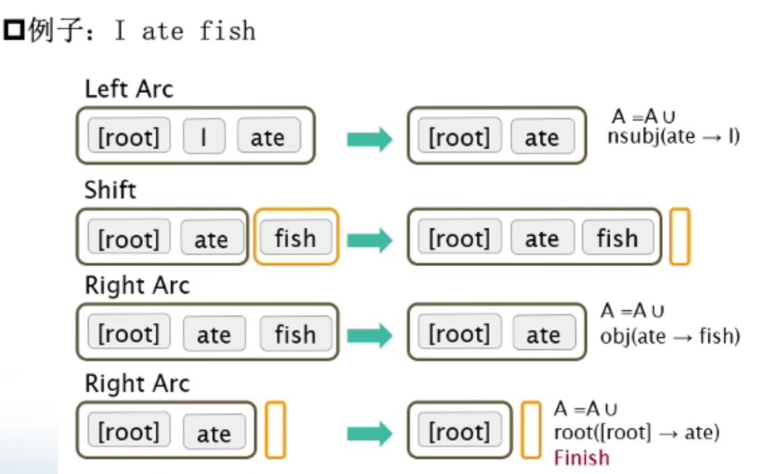 例子: I ate fish
Left Arc
[root] I ate [root] ate A =A ∪
nsubj(ate → I)
Shift
[root] ate fish [root] ate fish
Right Arc
[root] ate fish [root] ate A =A ∪
obj(ate → fish)
Right Arc
[root] ate [root] A =A ∪
root([root] → ate)
Finish